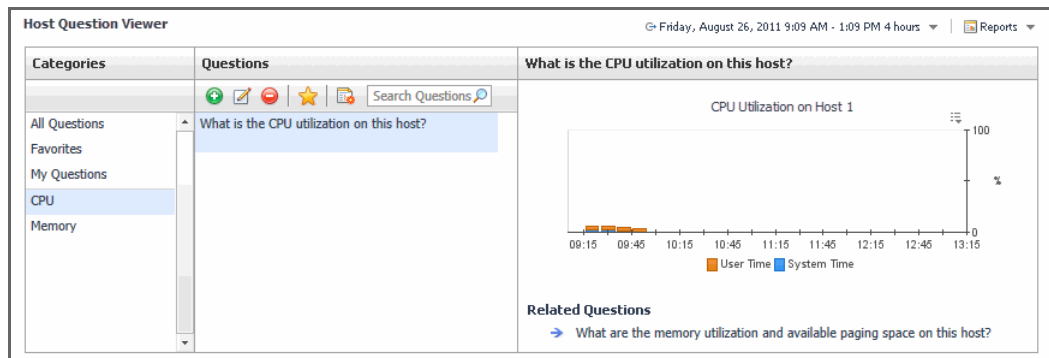 Host Question Viewer
Friday, August 26, 2011 9:09 AM - 1:09 PM 4 hours
Reports
Categories
Questions
What is the CPU utilization on this host?
Search Questions
All Questions
Favorites
My Questions
CPU
Memory
What is the CPU utilization on this host?
CPU Utilization on Host 1
100
%
0
09:15 09:45 10:15 10:45 11:15 11:45 12:15 12:45 13:15
User Time System Time
Related Questions
What are the memory utilization and available paging space on this host?